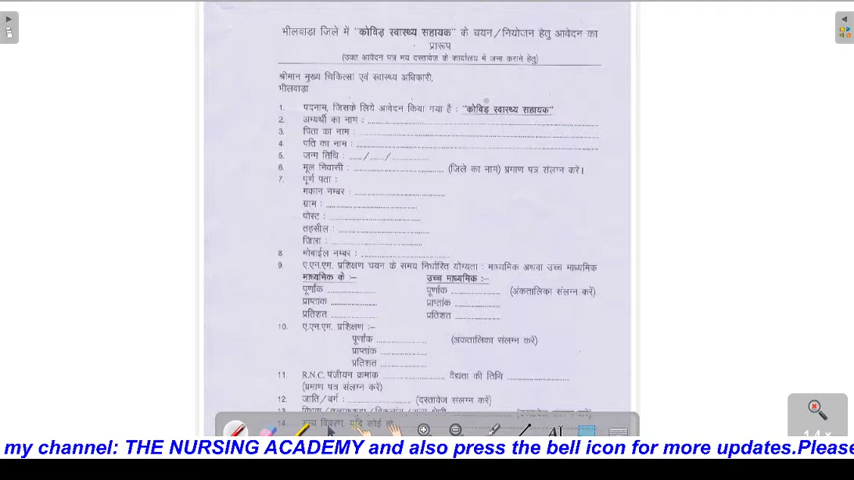 भीलवाडा जिले में "कोविड़ स्वास्थ्य सहायक" के चयन/नियोजन हेतु आवेदन का
प्रारूप
(उक्त आवेदन पत्र मय दस्तावेज के कार्यालय में जमा कराने हेतु)
श्रीमान मुख्य चिकित्सा एवं स्वास्थ्य अधिकारी,
भीलवाडा
1. पदनाम, जिसके लिये आवेदन किया गया है : "कोविड़ स्वास्थ्य सहायक"
2. अभ्यर्थी का नाम :
3. पिता का नाम :
4. पति का नाम :
5. जन्म तिथि : / /
6. मूल निवासी : (जिले का नाम) प्रमाण पत्र संलग्न करें।
7. पूर्ण पता :
मकान नम्बर :
ग्राम :
पोस्ट :
तहसील :
जिला :
8 मोबाईल नम्बर :
9. ए.एन.एम. प्रशिक्षण चयन के समय निर्धारित योग्यता : माध्यमिक अथवा उच्च माध्यमिक
माध्यमिक के :- उच्च माध्यमिक :-
पूर्णांक पूर्णांक (अंकतालिका संलग्न करें)
प्राप्तांक प्राप्तांक
प्रतिशत प्रतिशत
10. ए.एन.एम. प्रशिक्षण :-
पूर्णांक (अंकतालिका संलग्न करें)
प्राप्तांक
प्रतिशत
11. R.N.C. पंजीयन क्रमांक वैद्यता की तिथि
(प्रमाण पत्र संलग्न करें)
12. जाति/वर्ग : (दस्तावेज संलग्न करें)
13.
14.
my channel: THE NURSING ACADEMY and also press the bell icon for more updates.Please